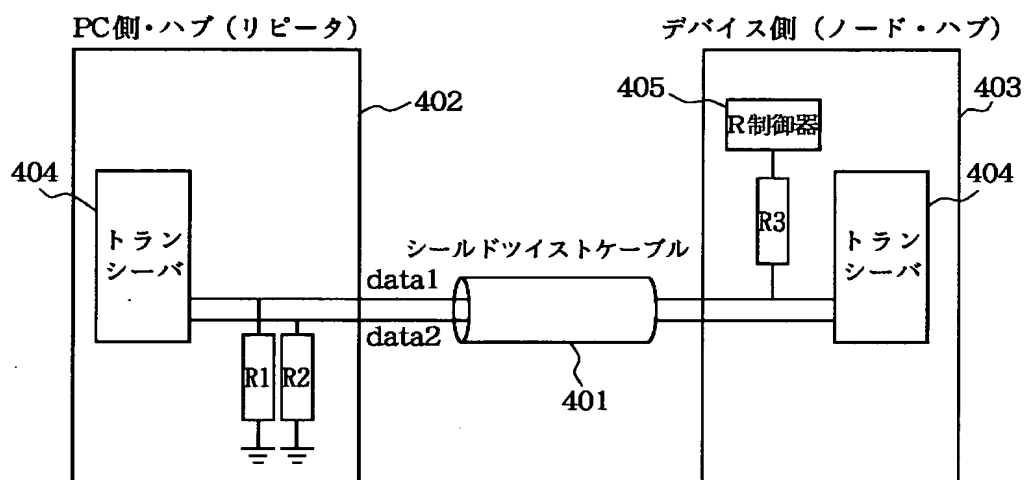 PC側・ハブ（リピータ）
デバイス側（ノード・ハブ）
402
405
403
R制御器
404
404
トラン
シーバ
R3
トラン
シーバ
シールドツイストケーブル
data1
data2
R1
R2
401